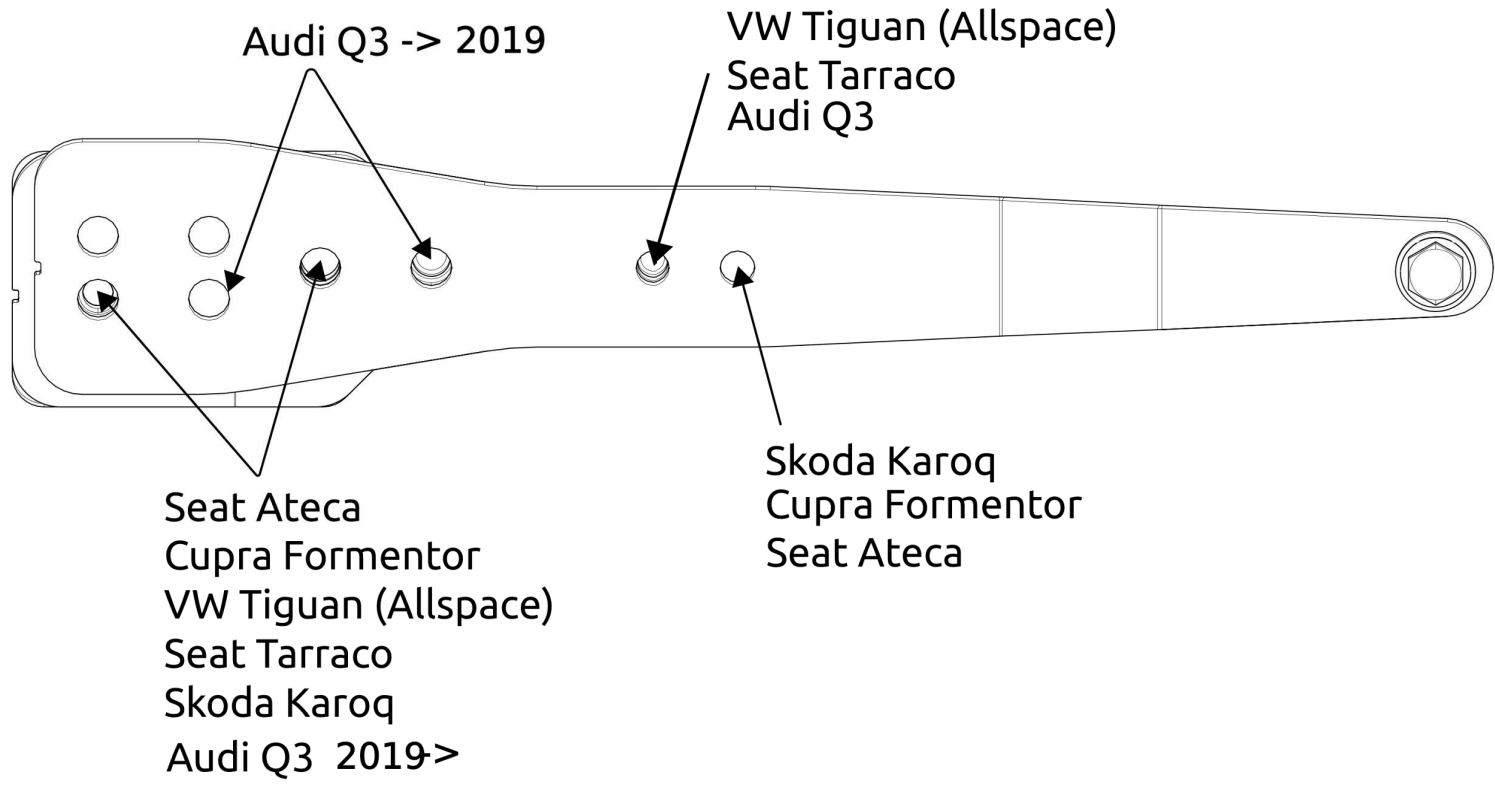 Audi Q3 -> 2019
VW Tiguan (Allspace)
Seat Tarraco
Audi Q3
Seat Ateca
Cupra Formentor
VW Tiguan (Allspace)
Seat Tarraco
Skoda Karoq
Audi Q3 2019->
Skoda Karoq
Cupra Formentor
Seat Ateca